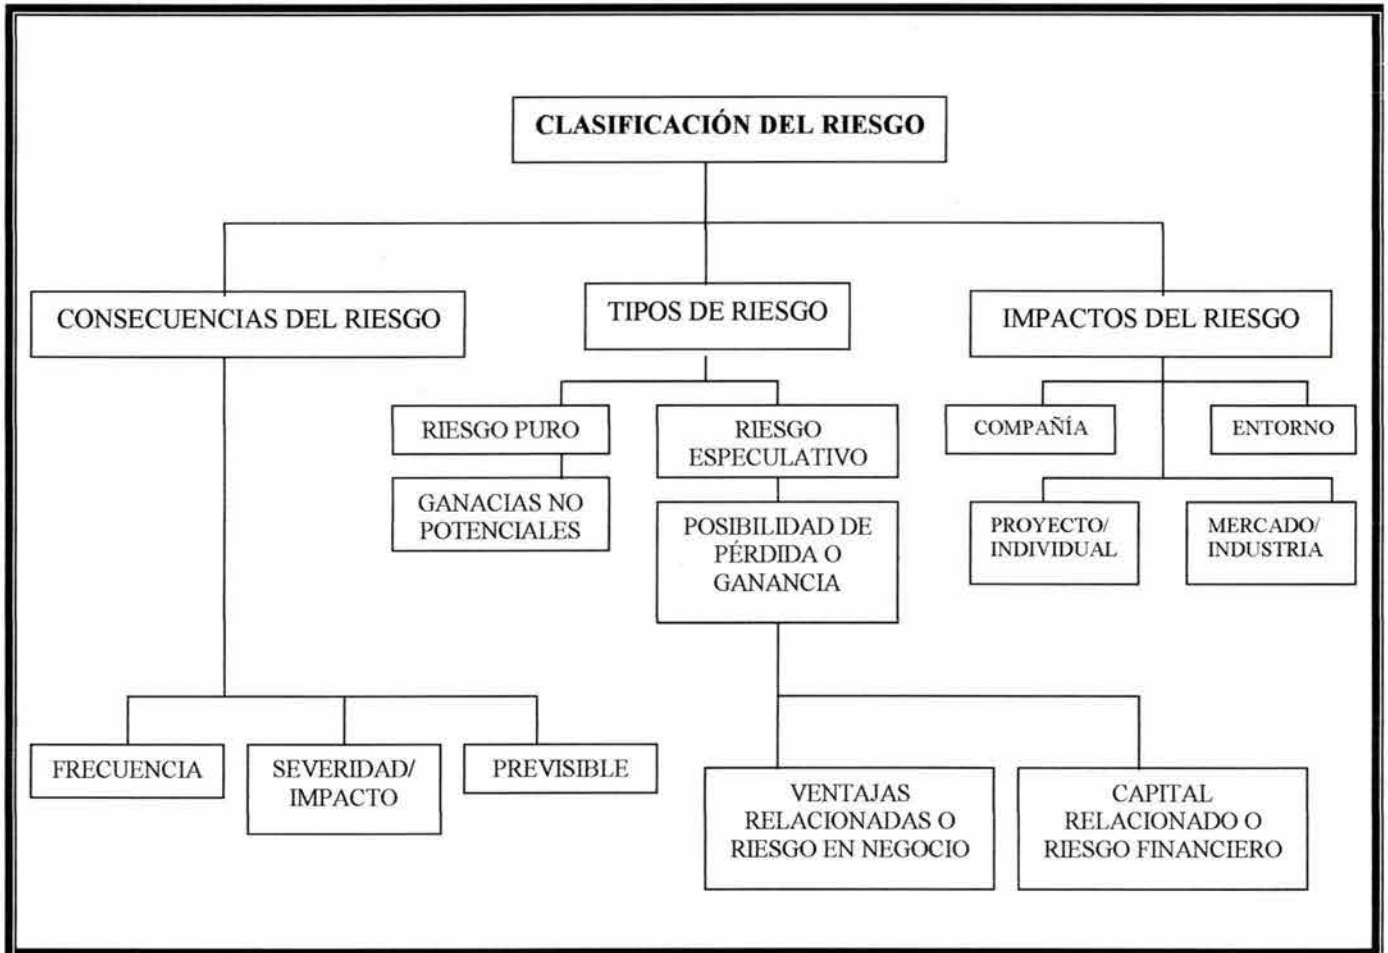 CLASIFICACIÓN DEL RIESGO
CONSECUENCIAS DEL RIESGO
TIPOS DE RIESGO
IMPACTOS DEL RIESGO
RIESGO PURO
RIESGO
ESPECULATIVO
COMPAÑÍA
ENTORNO
GANACIAS NO
POTENCIALES
POSIBILIDAD DE
PÉRDIDA O
GANANCIA
PROYECTO/
INDIVIDUAL
MERCADO/
INDUSTRIA
FRECUENCIA
SEVERIDAD/
IMPACTO
PREVISIBLE
VENTAJAS
RELACIONADAS O
RIESGO EN NEGOCIO
CAPITAL
RELACIONADO O
RIESGO FINANCIERO